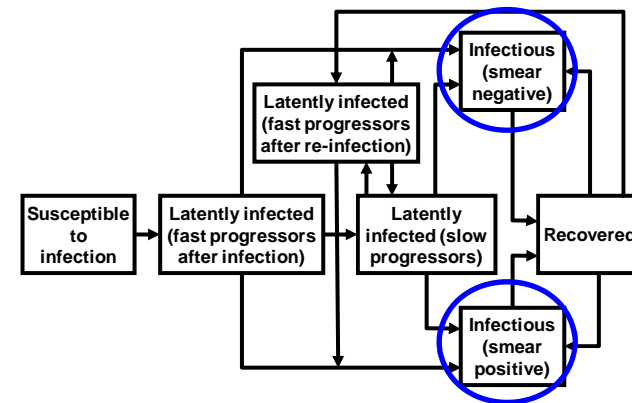 Infectious
(smear
negative)
Latently infected
(fast progressors
after re-infection)
Susceptible
to
infection
Latently infected
(fast progressors
after infection)
Latently
infected (slow
progressors)
Recovered
Infectious
(smear
positive)